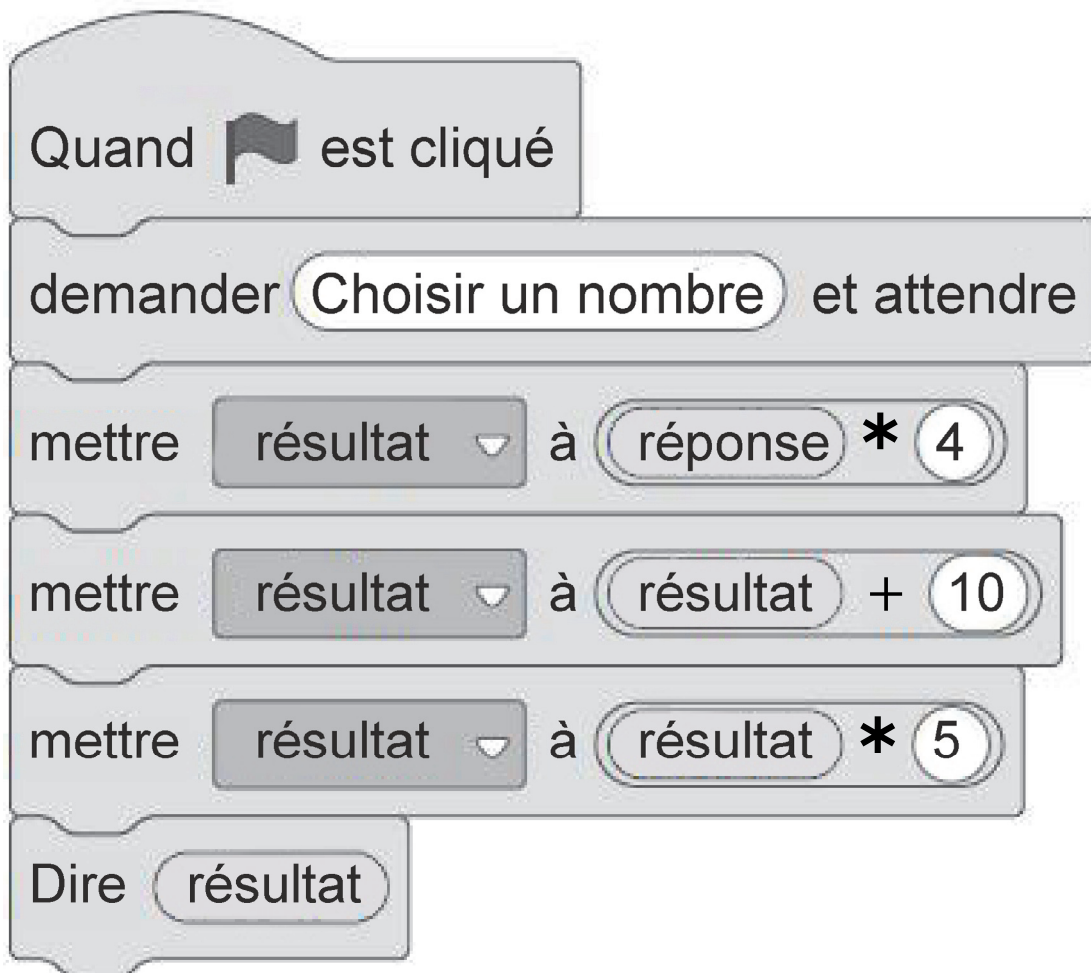 Quand est cliqué
demander Choisir un nombre et attendre
mettre résultat à réponse * 4
mettre résultat à résultat + 10
mettre résultat à résultat * 5
Dire résultat